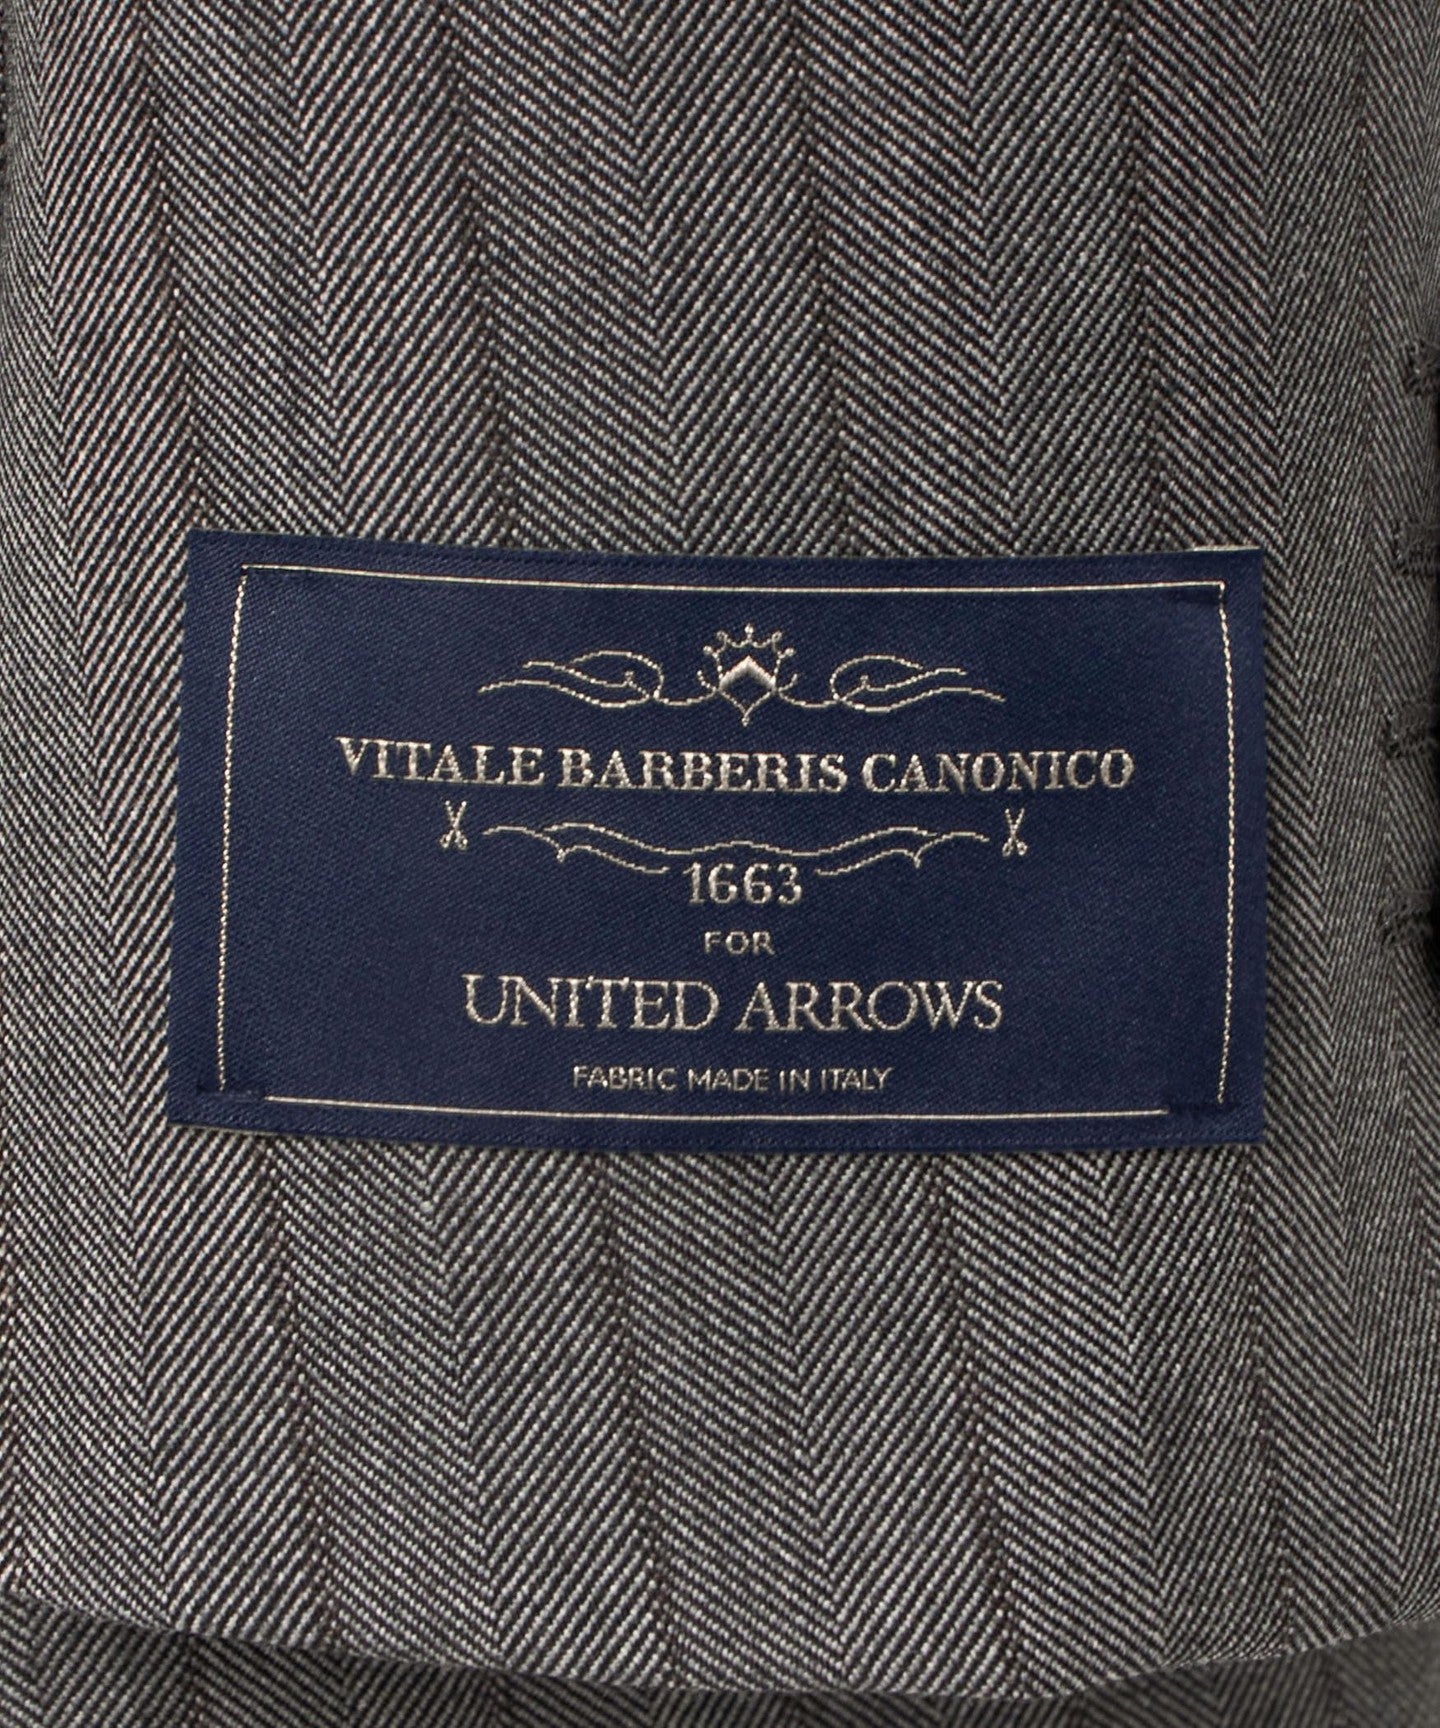 VITALE BARBERIS CANONICO
1663
FOR
UNITED ARROWS
FABRIC MADE IN ITALY